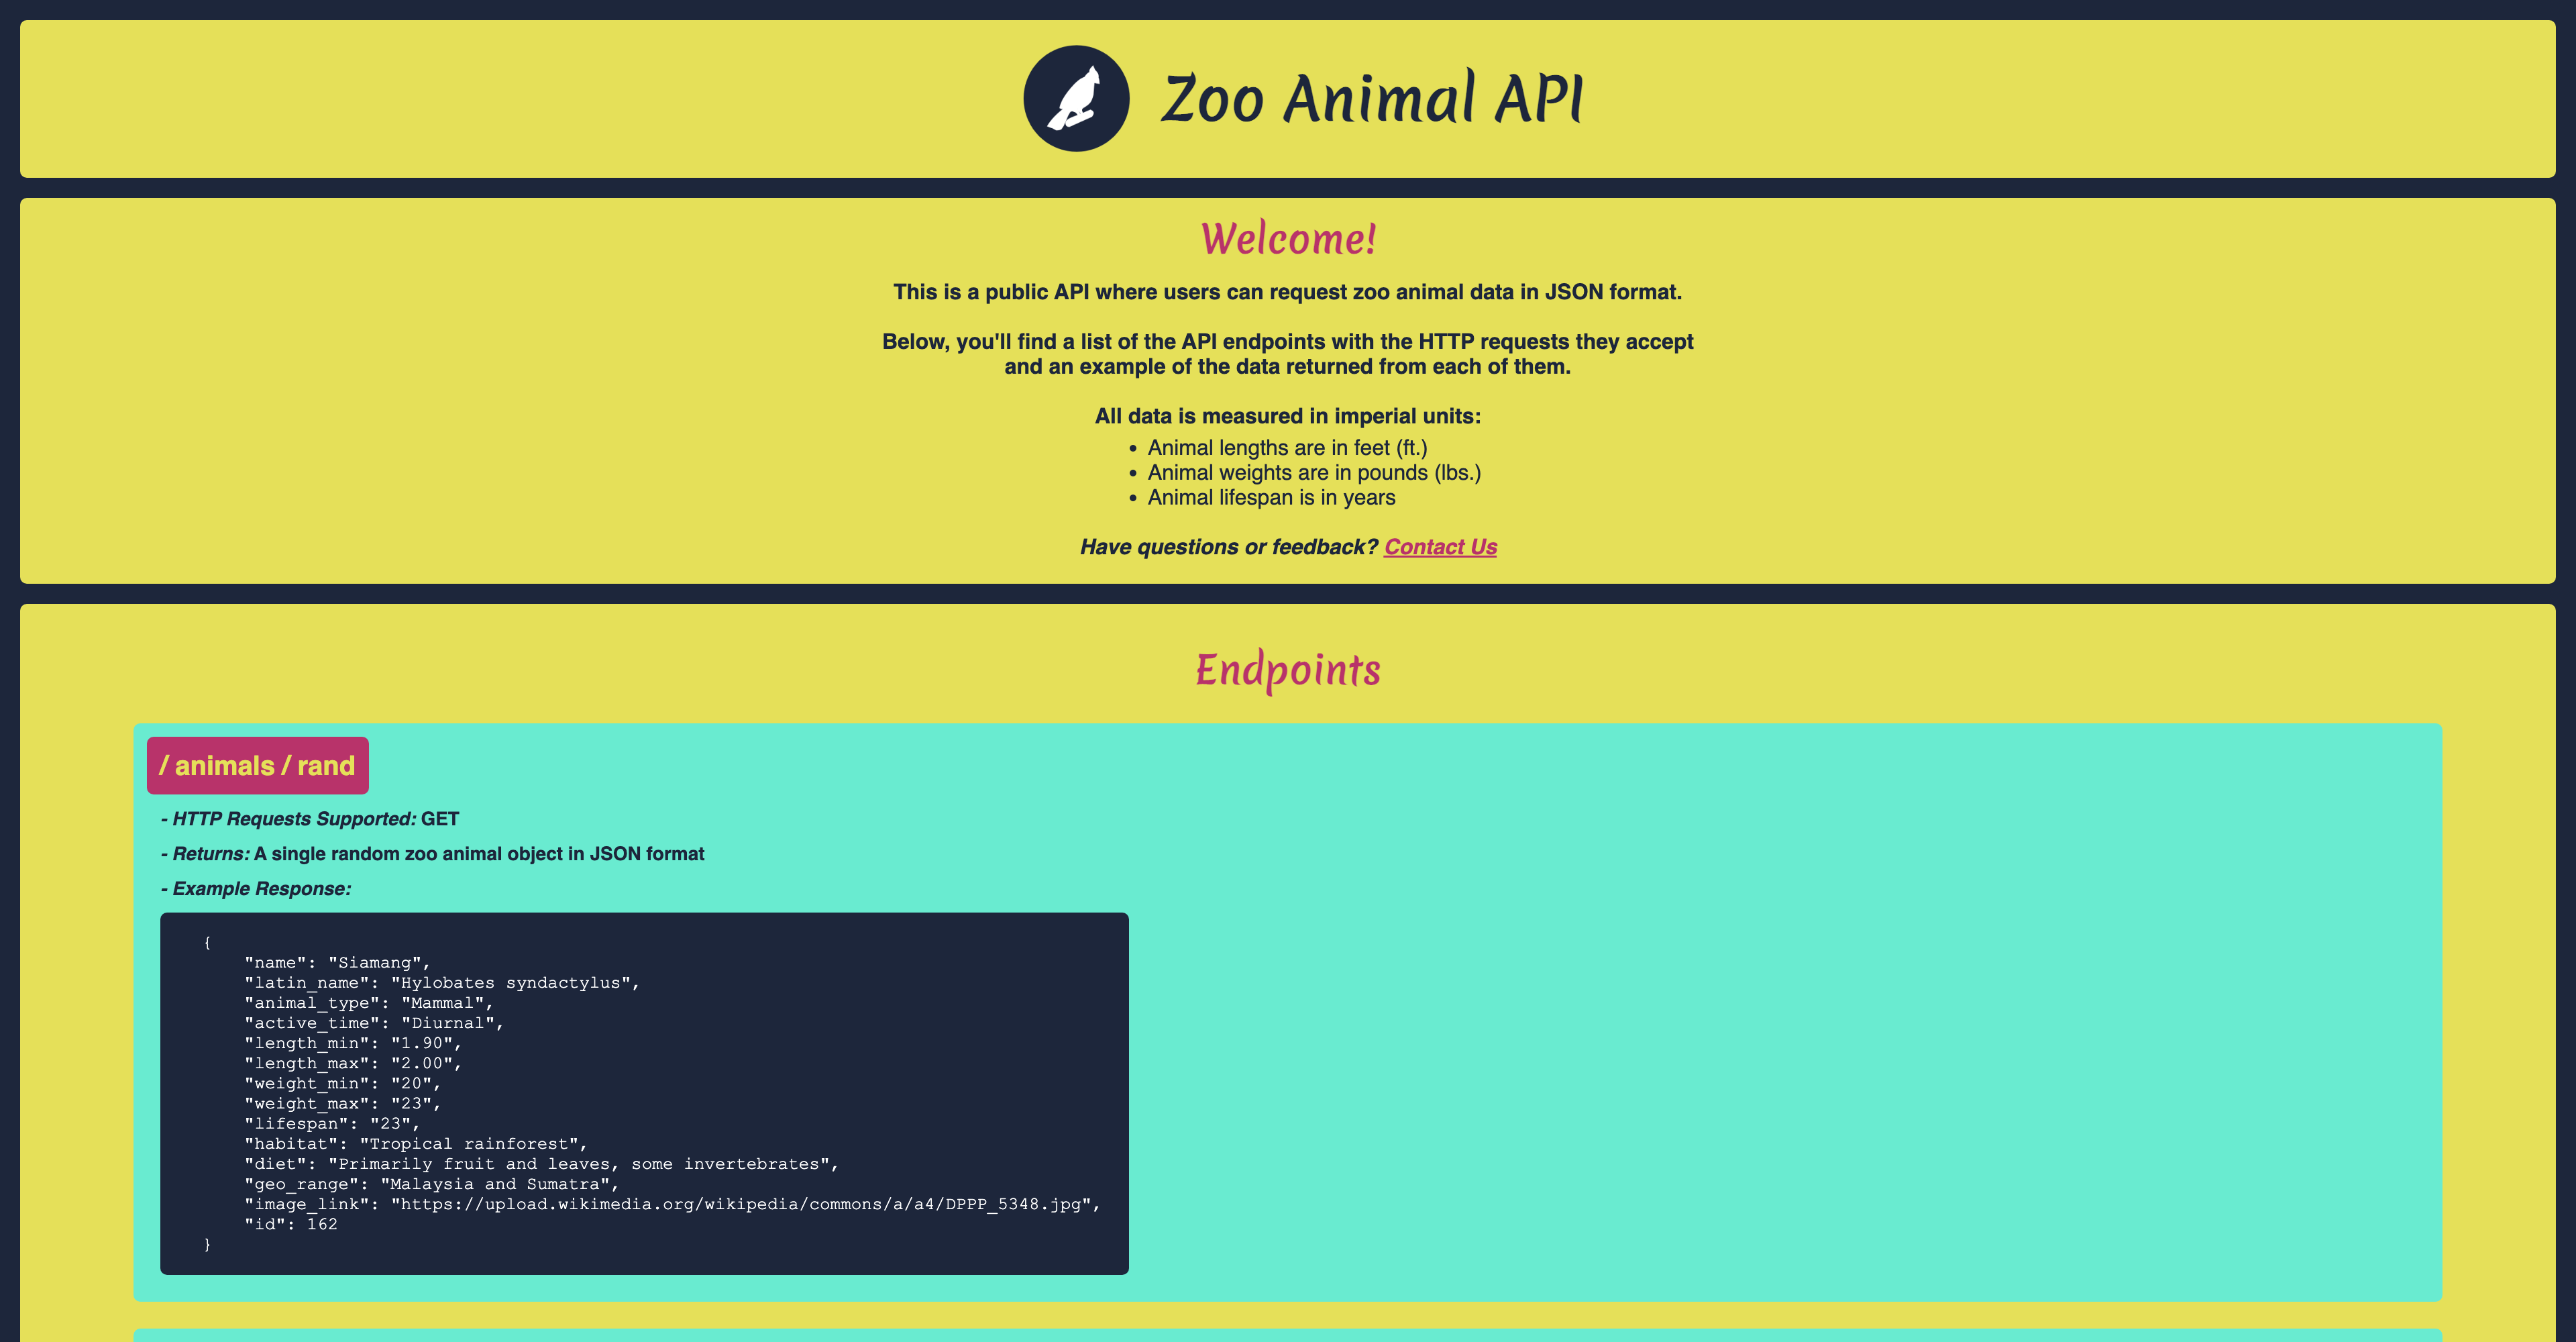 Zoo Animal API
Welcome!
This is a public API where users can request zoo animal data in JSON format.
Below, you'll find a list of the API endpoints with the HTTP requests they accept
and an example of the data returned from each of them.
All data is measured in imperial units:
• Animal lengths are in feet (ft.)
• Animal weights are in pounds (lbs.)
• Animal lifespan is in years
Have questions or feedback? Contact Us
Endpoints
/ animals / rand
- HTTP Requests Supported: GET
- Returns: A single random zoo animal object in JSON format
- Example Response:
{
"name": "Siamang",
"latin_name": "Hylobates syndactylus",
"animal_type": "Mammal",
"active_time": "Diurnal",
"length_min": "1.90",
"length_max": "2.00",
"weight_min": "20",
"weight_max": "23",
"lifespan": "23",
"habitat": "Tropical rainforest",
"diet": "Primarily fruit and leaves, some invertebrates",
"geo_range": "Malaysia and Sumatra",
"image_link": "https://upload.wikimedia.org/wikipedia/commons/a/a4/DPPP_5348.jpg",
"id": 162
}